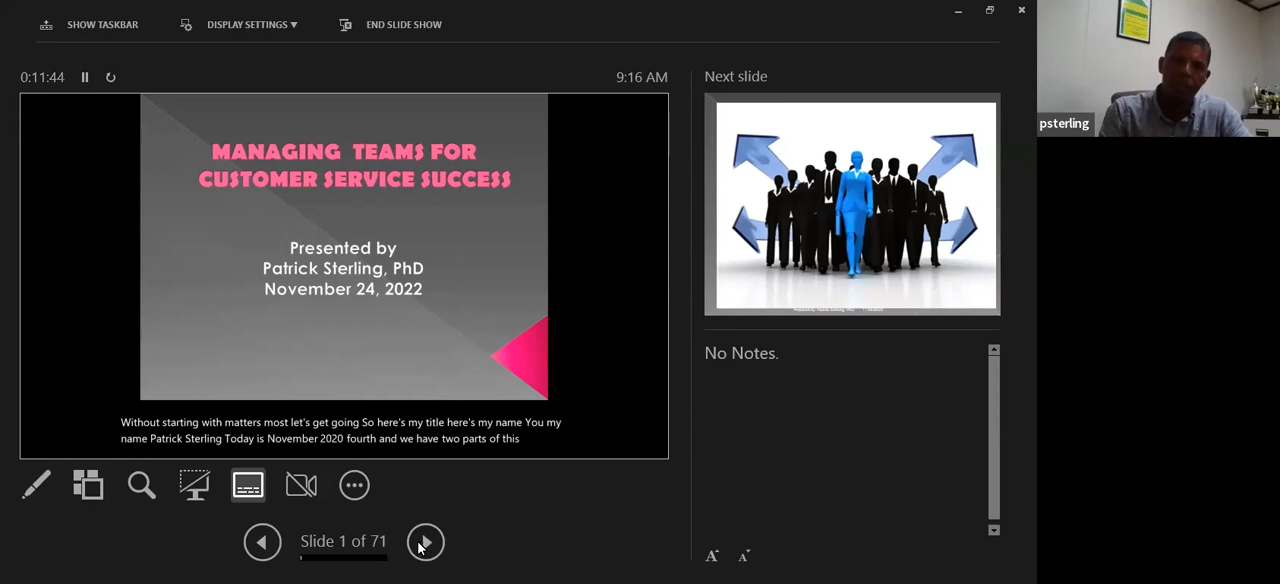 SHOW TASKBAR DISPLAY SETTINGS ▼ END SLIDE SHOW
0:11:44 9:16 AM
MANAGING TEAMS FOR
CUSTOMER SERVICE SUCCESS
Presented by
Patrick Sterling, PhD
November 24, 2022
Without starting with matters most let's get going So here's my title here's my name You my
name Patrick Sterling Today is November 2020 fourth and we have two parts of this
Slide 1 of 71
Next slide
No Notes.
A A
psterling